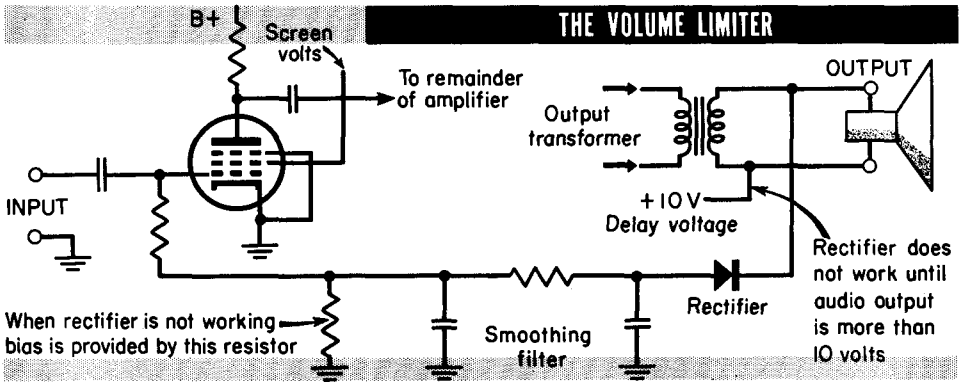 THE VOLUME LIMITER
B+
Screen
volts
To remainder
of amplifier
OUTPUT
Output
transformer
INPUT
+10V
Delay voltage
Rectifier does
not work until
audio output
is more than
10 volts
Rectifier
When rectifier is not working
bias is provided by this resistor
Smoothing
filter